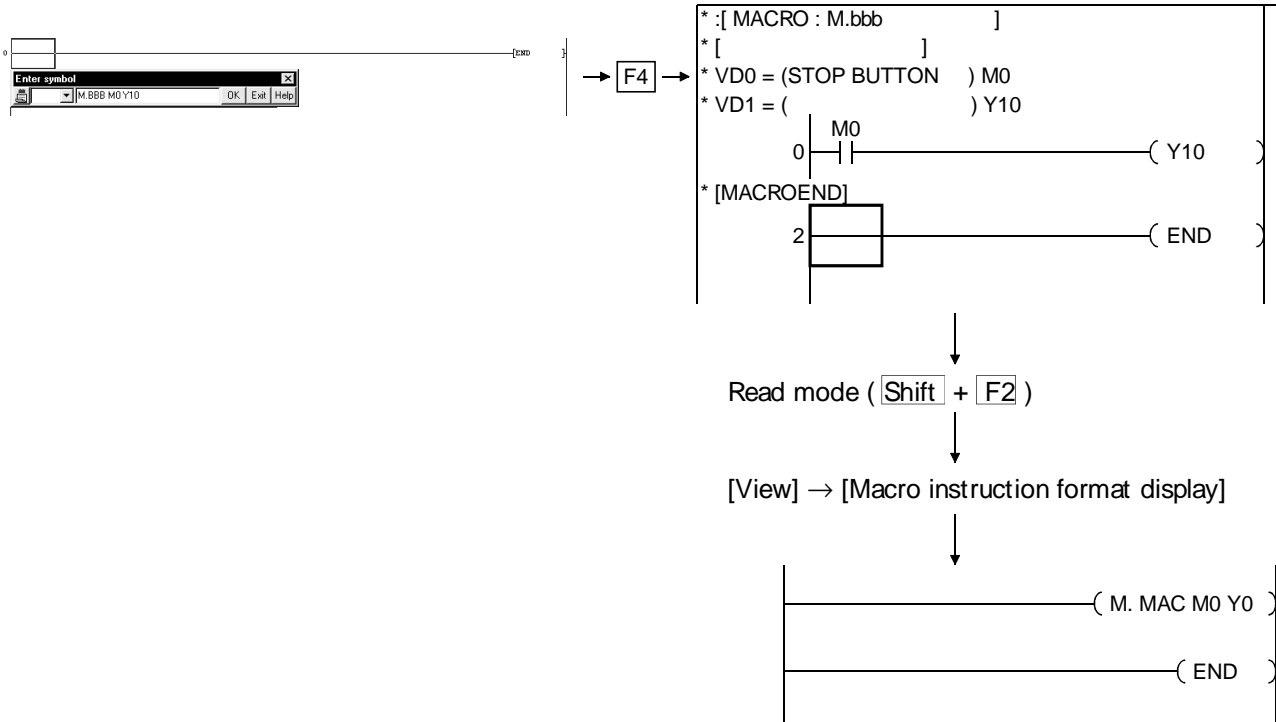 0
[END ]
Enter symbol
M.BBB M0 Y10 OK Exit Help
F4
* :[ MACRO : M.bbb ]
* [ ]
* VD0 = (STOP BUTTON ) M0
* VD1 = ( ) Y10
M0
0 ( Y10 )
* [MACROEND]
2 ( END )
Read mode ( Shift + F2 )
[View] → [Macro instruction format display]
( M. MAC M0 Y0 )
( END )